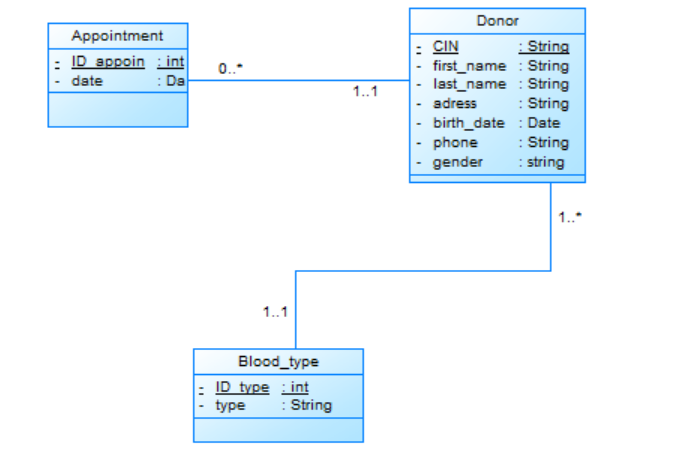 Appointment
- ID_appoin : int
- date : Da
0..*
1..1
Donor
- CIN : String
- first_name : String
- last_name : String
- adress : String
- birth_date : Date
- phone : String
- gender : string
1..*
1..1
Blood_type
- ID_type : int
- type : String